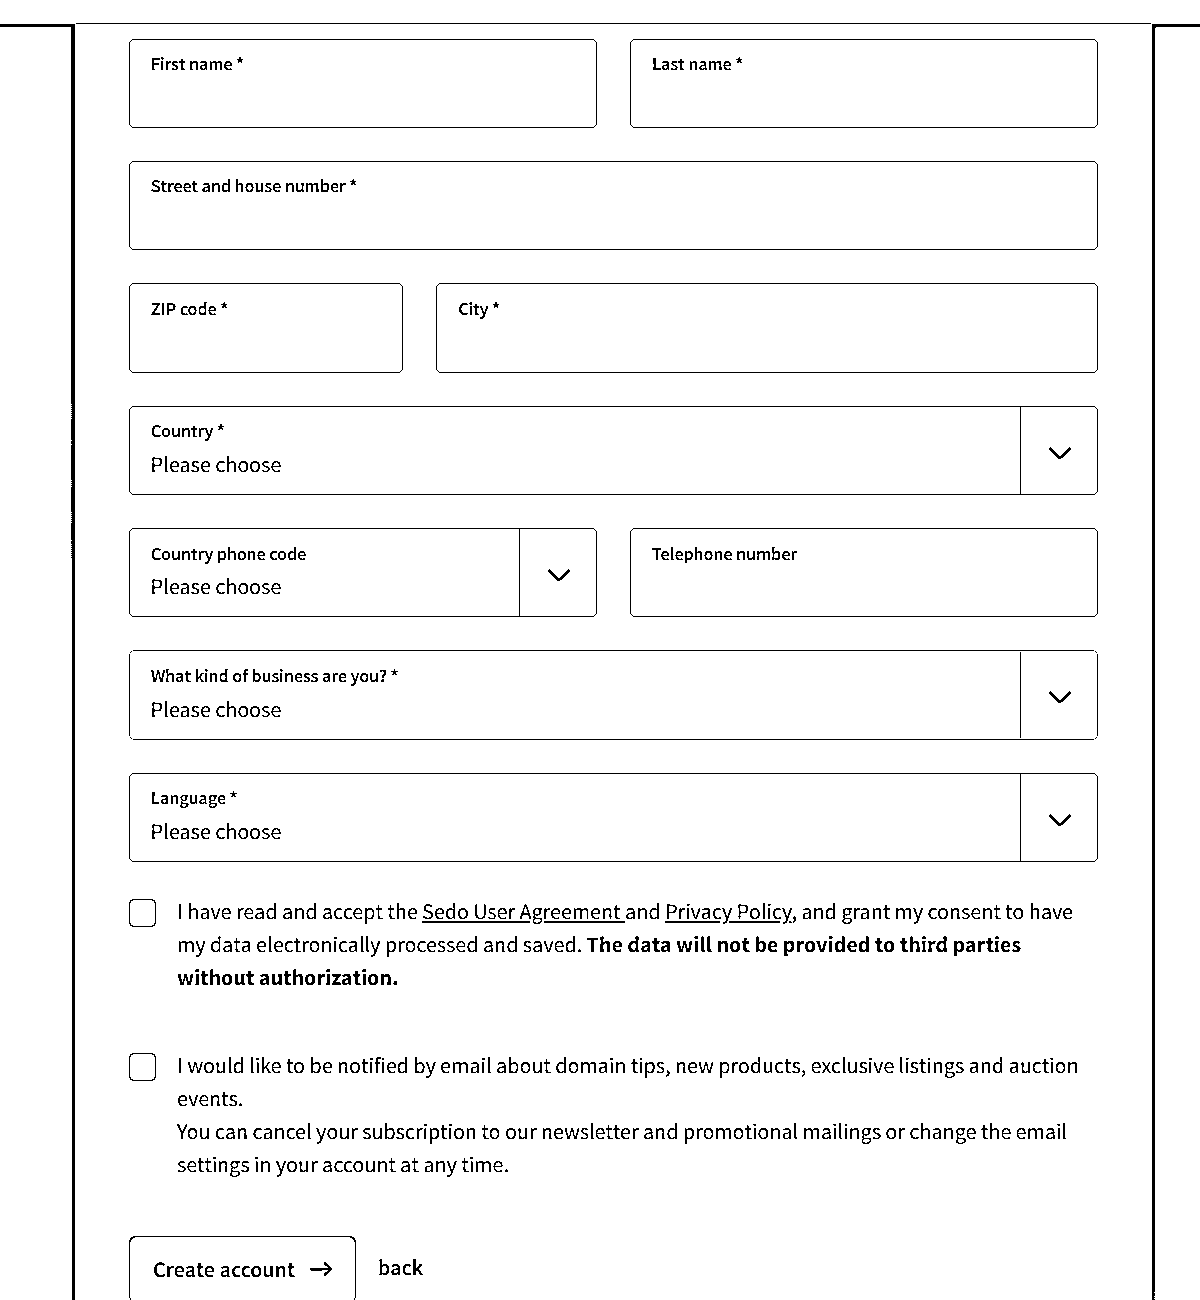 First name *
Last name *
Street and house number *
ZIP code *
City *
Country *
Please choose
Country phone code
Please choose
Telephone number
What kind of business are you? *
Please choose
Language *
Please choose
I have read and accept the Sedo User Agreement and Privacy Policy, and grant my consent to have
my data electronically processed and saved. The data will not be provided to third parties
without authorization.
I would like to be notified by email about domain tips, new products, exclusive listings and auction
events.
You can cancel your subscription to our newsletter and promotional mailings or change the email
settings in your account at any time.
Create account →
back